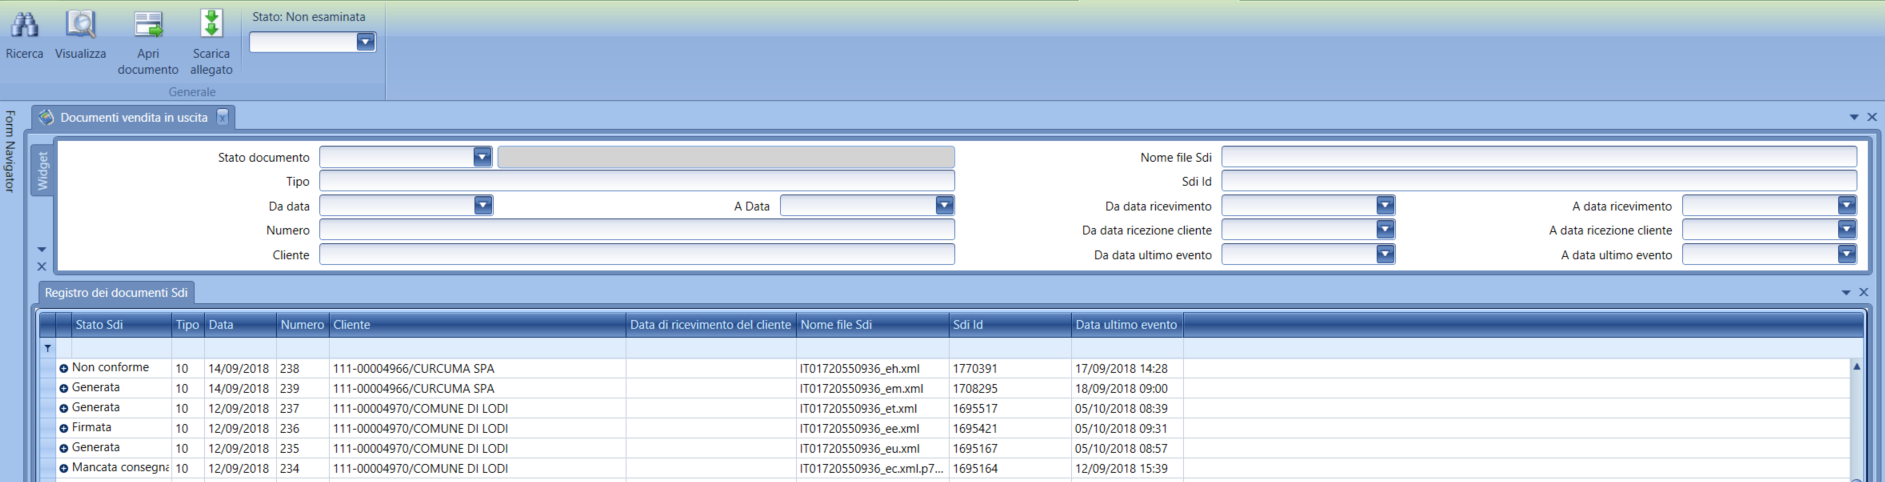 Stato: Non esaminata
Ricerca Visualizza Apri documento Scarica allegato
Generale
Form Navigator
Documenti vendita in uscita
Widget
Stato documento Nome file Sdi
Tipo Sdi Id
Da data A Data Da data ricevimento A data ricevimento
Numero Da data ricezione cliente A data ricezione cliente
Cliente Da data ultimo evento A data ultimo evento
Registro dei documenti Sdi
Stato Sdi Tipo Data Numero Cliente Data di ricevimento del cliente Nome file Sdi Sdi Id Data ultimo evento
Non conforme 10 14/09/2018 238 111-00004966/CURCUMA SPA IT01720550936_eh.xml 1770391 17/09/2018 14:28
Generata 10 14/09/2018 239 111-00004966/CURCUMA SPA IT01720550936_em.xml 1708295 18/09/2018 09:00
Generata 10 12/09/2018 237 111-00004970/COMUNE DI LODI IT01720550936_et.xml 1695517 05/10/2018 08:39
Firmata 10 12/09/2018 236 111-00004970/COMUNE DI LODI IT01720550936_ee.xml 1695421 05/10/2018 09:31
Generata 10 12/09/2018 235 111-00004970/COMUNE DI LODI IT01720550936_eu.xml 1695167 05/10/2018 08:57
Mancata consegna 10 12/09/2018 234 111-00004970/COMUNE DI LODI IT01720550936_ec.xml.p7... 1695164 12/09/2018 15:39